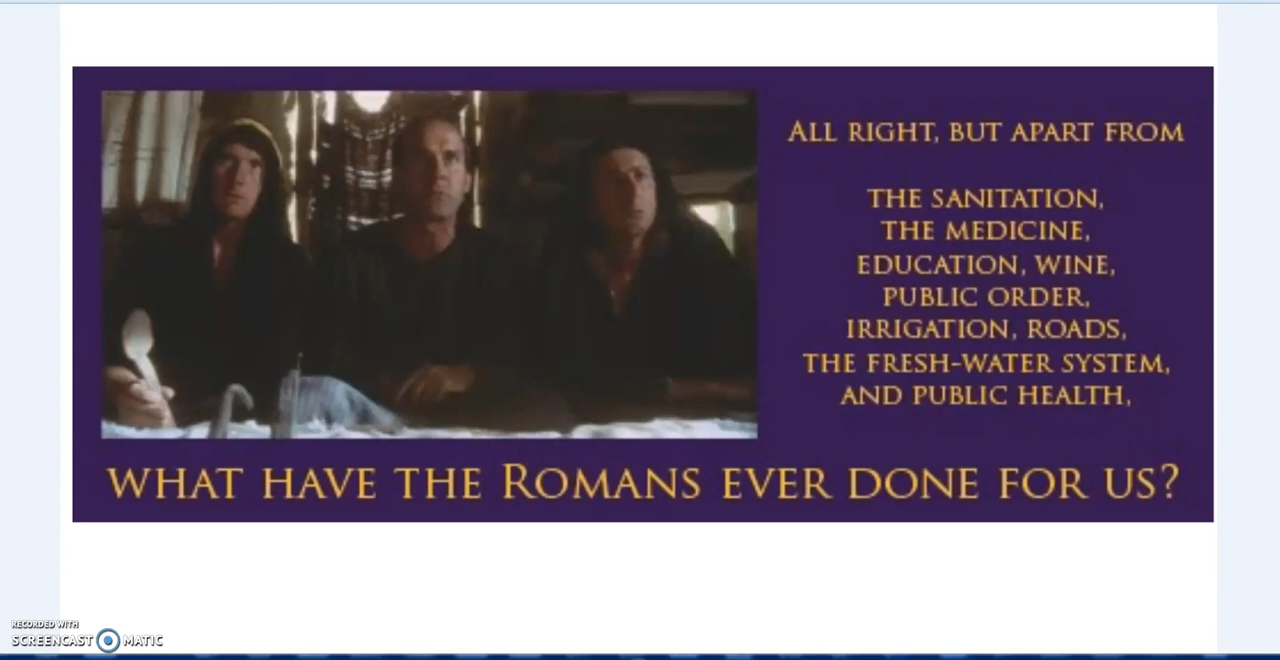 ALL RIGHT, BUT APART FROM
THE SANITATION,
THE MEDICINE,
EDUCATION, WINE,
PUBLIC ORDER,
IRRIGATION, ROADS,
THE FRESH-WATER SYSTEM,
AND PUBLIC HEALTH,
WHAT HAVE THE ROMANS EVER DONE FOR US?
RECORDED WITH
SCREENCAST MATIC